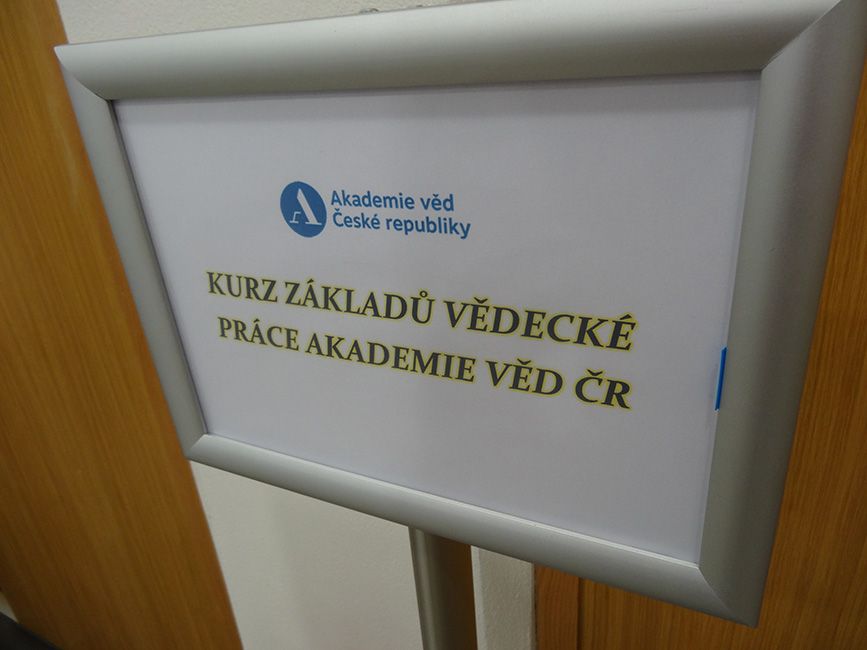 Akademie věd
České republiky
KURZ ZÁKLADŮ VĚDECKÉ
PRÁCE AKADEMIE VĚD ČR